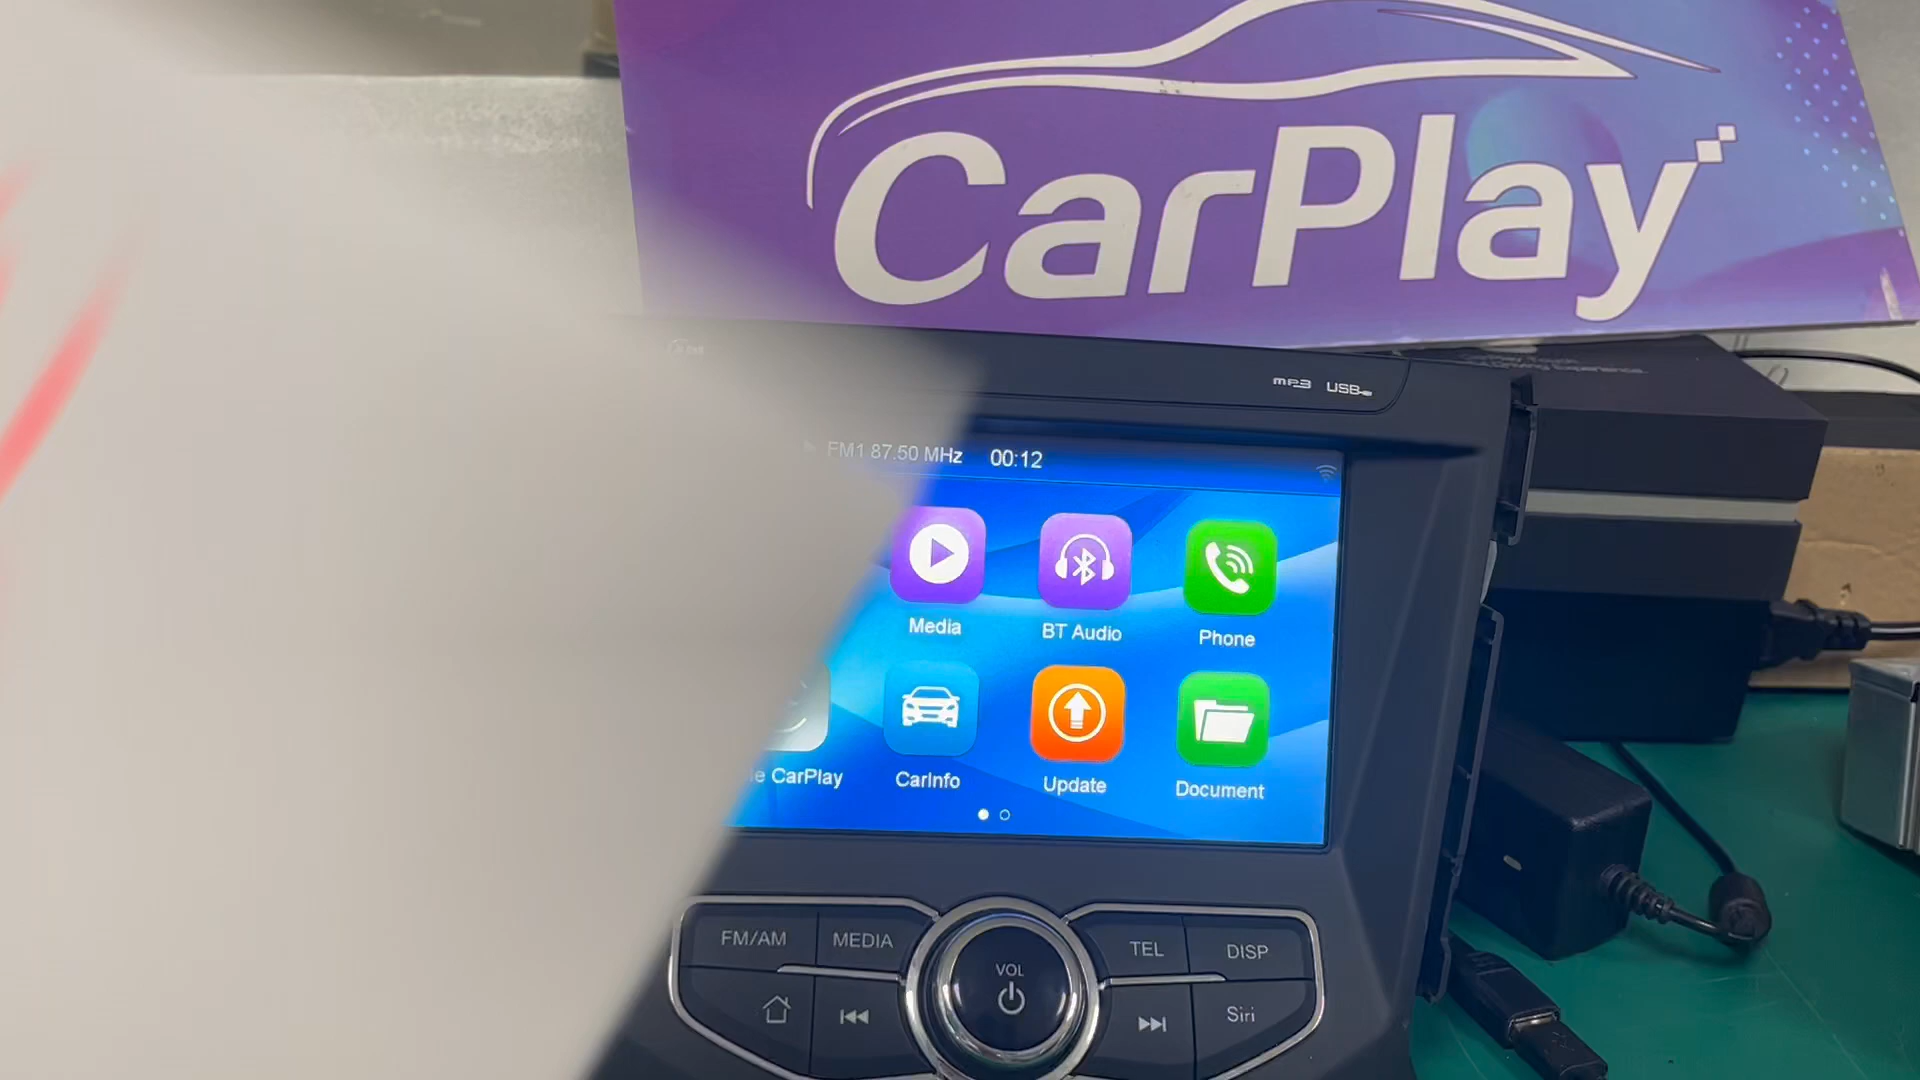 CarPlay
mp3 USB
FM1 87.50 MHz 00:12
Media BT Audio Phone
CarPlay CarInfo Update Document
FM/AM MEDIA VOL TEL DISP
Siri